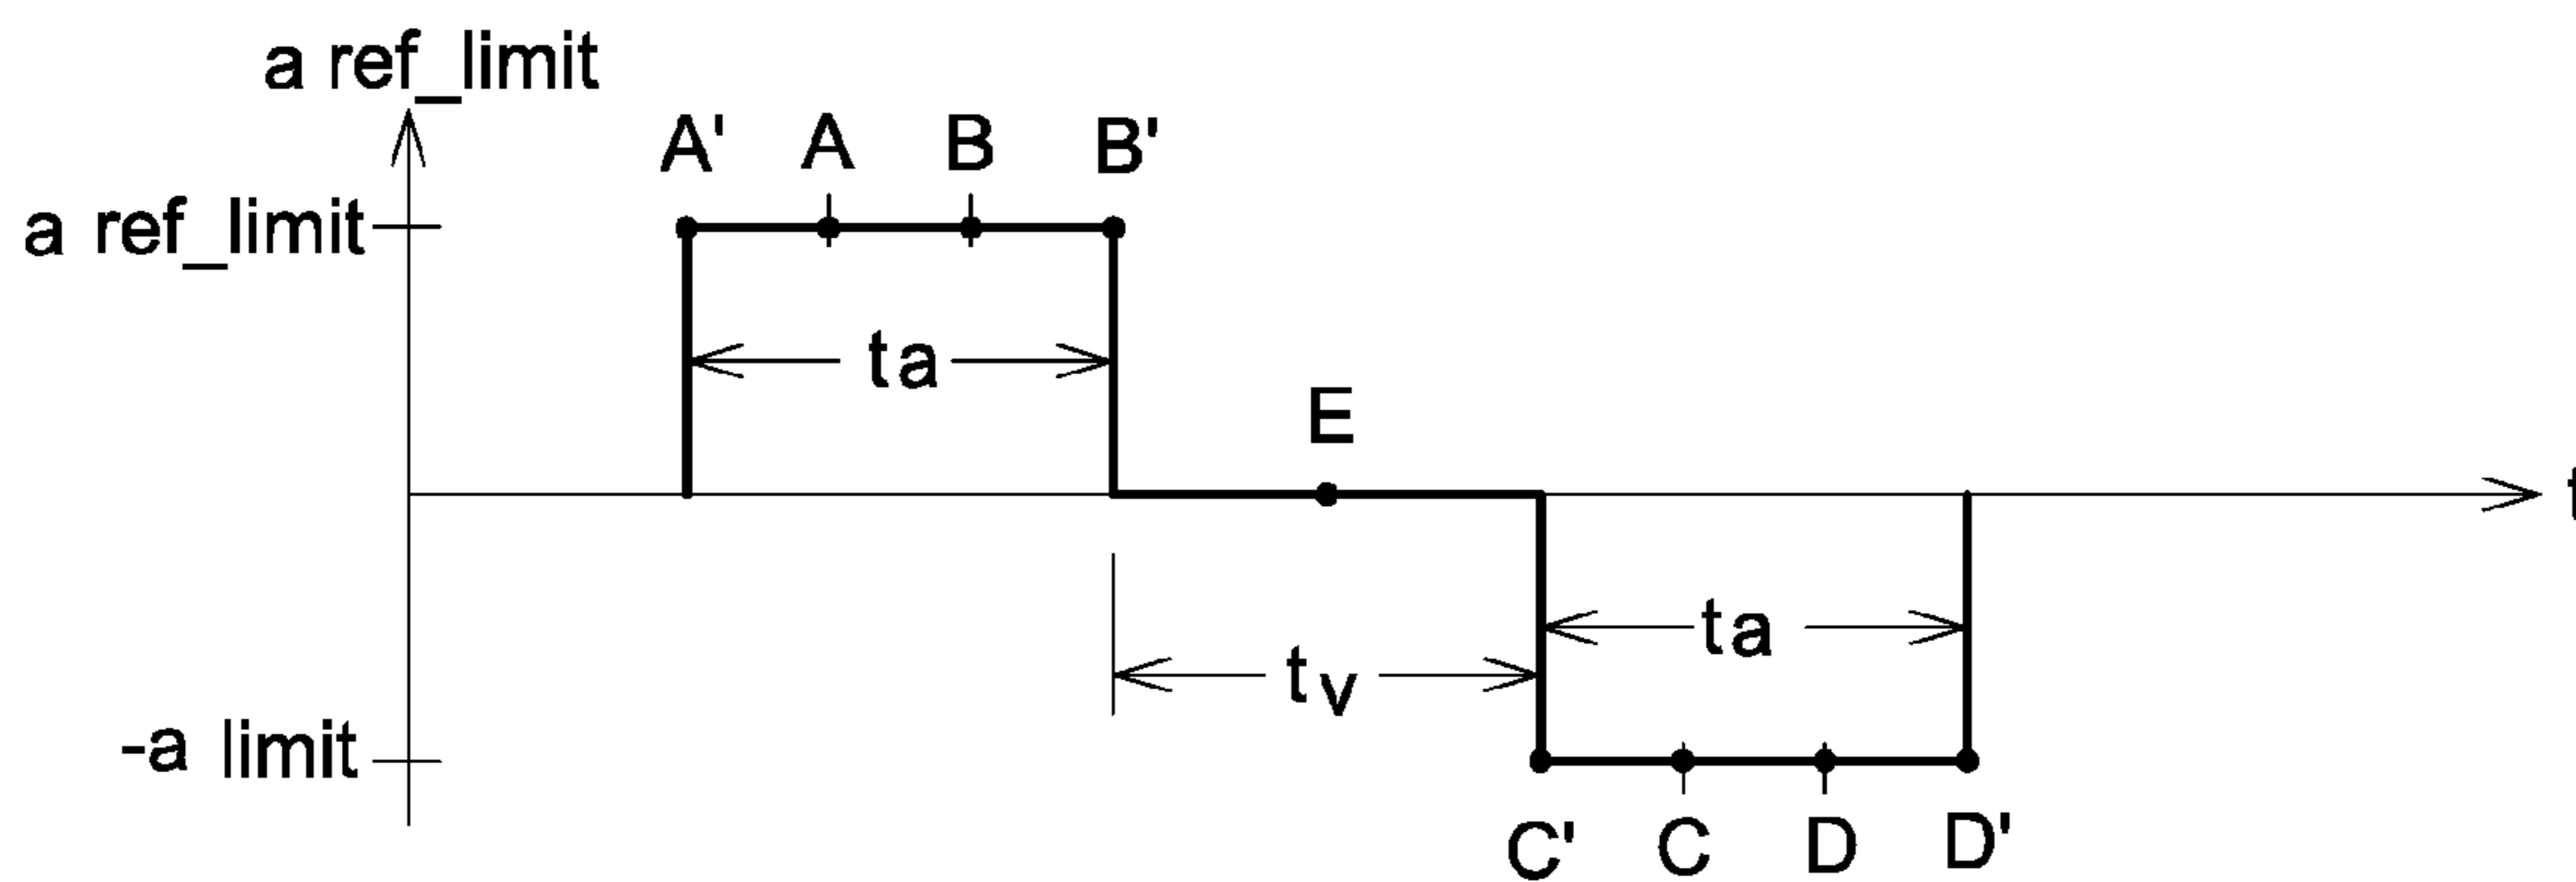 a ref_limit
A' A B B'
a ref_limit
ta
E
t
ta
tv
-a limit
C' C D D'